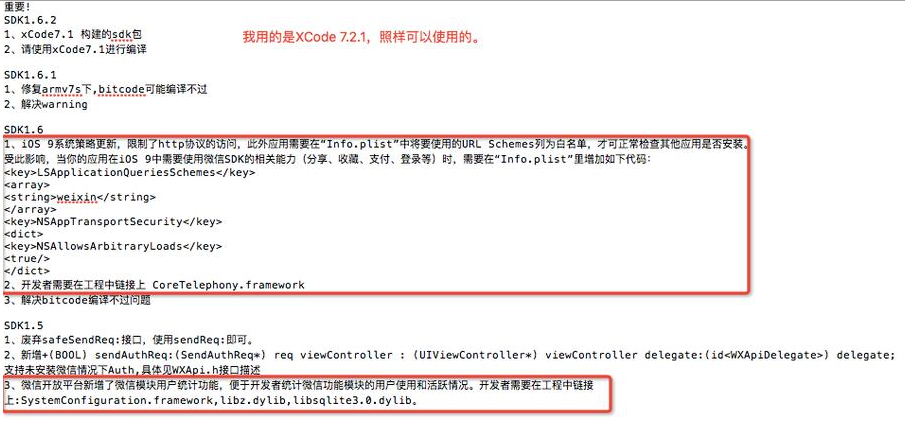 重要!
SDK1.6.2
1、xCode7.1 构建的sdk包
我用的是XCode 7.2.1，照样可以使用的。
2、请使用xCode7.1进行编译
SDK1.6.1
1、修复armv7s下,bitcode可能编译不过
2、解决warning
SDK1.6
1、iOS 9系统策略更新，限制了http协议的访问，此外应用需要在“Info.plist”中将要使用的URL Schemes列为白名单，才可正常检查其他应用是否安装。
受此影响，当你的应用在iOS 9中需要使用微信SDK的相关能力（分享、收藏、支付、登录等）时，需要在“Info.plist”里增加如下代码：
<key>LSApplicationQueriesSchemes</key>
<array>
<string>weixin</string>
</array>
<key>NSAppTransportSecurity</key>
<dict>
<key>NSAllowsArbitraryLoads</key>
<true/>
</dict>
2、开发者需要在工程中链接上 CoreTelephony.framework
3、解决bitcode编译不过问题
SDK1.5
1、废弃safeSendReq:接口，使用sendReq:即可。
2、新增+(BOOL) sendAuthReq:(SendAuthReq*) req viewController : (UIViewController*) viewController delegate:(id<WXApiDelegate>) delegate;
支持未安装微信情况下Auth,具体见WXApi.h接口描述
3、微信开放平台新增了微信模块用户统计功能，便于开发者统计微信功能模块的用户使用和活跃情况。开发者需要在工程中链接
上:SystemConfiguration.framework,libz.dylib,libsqlite3.0.dylib。